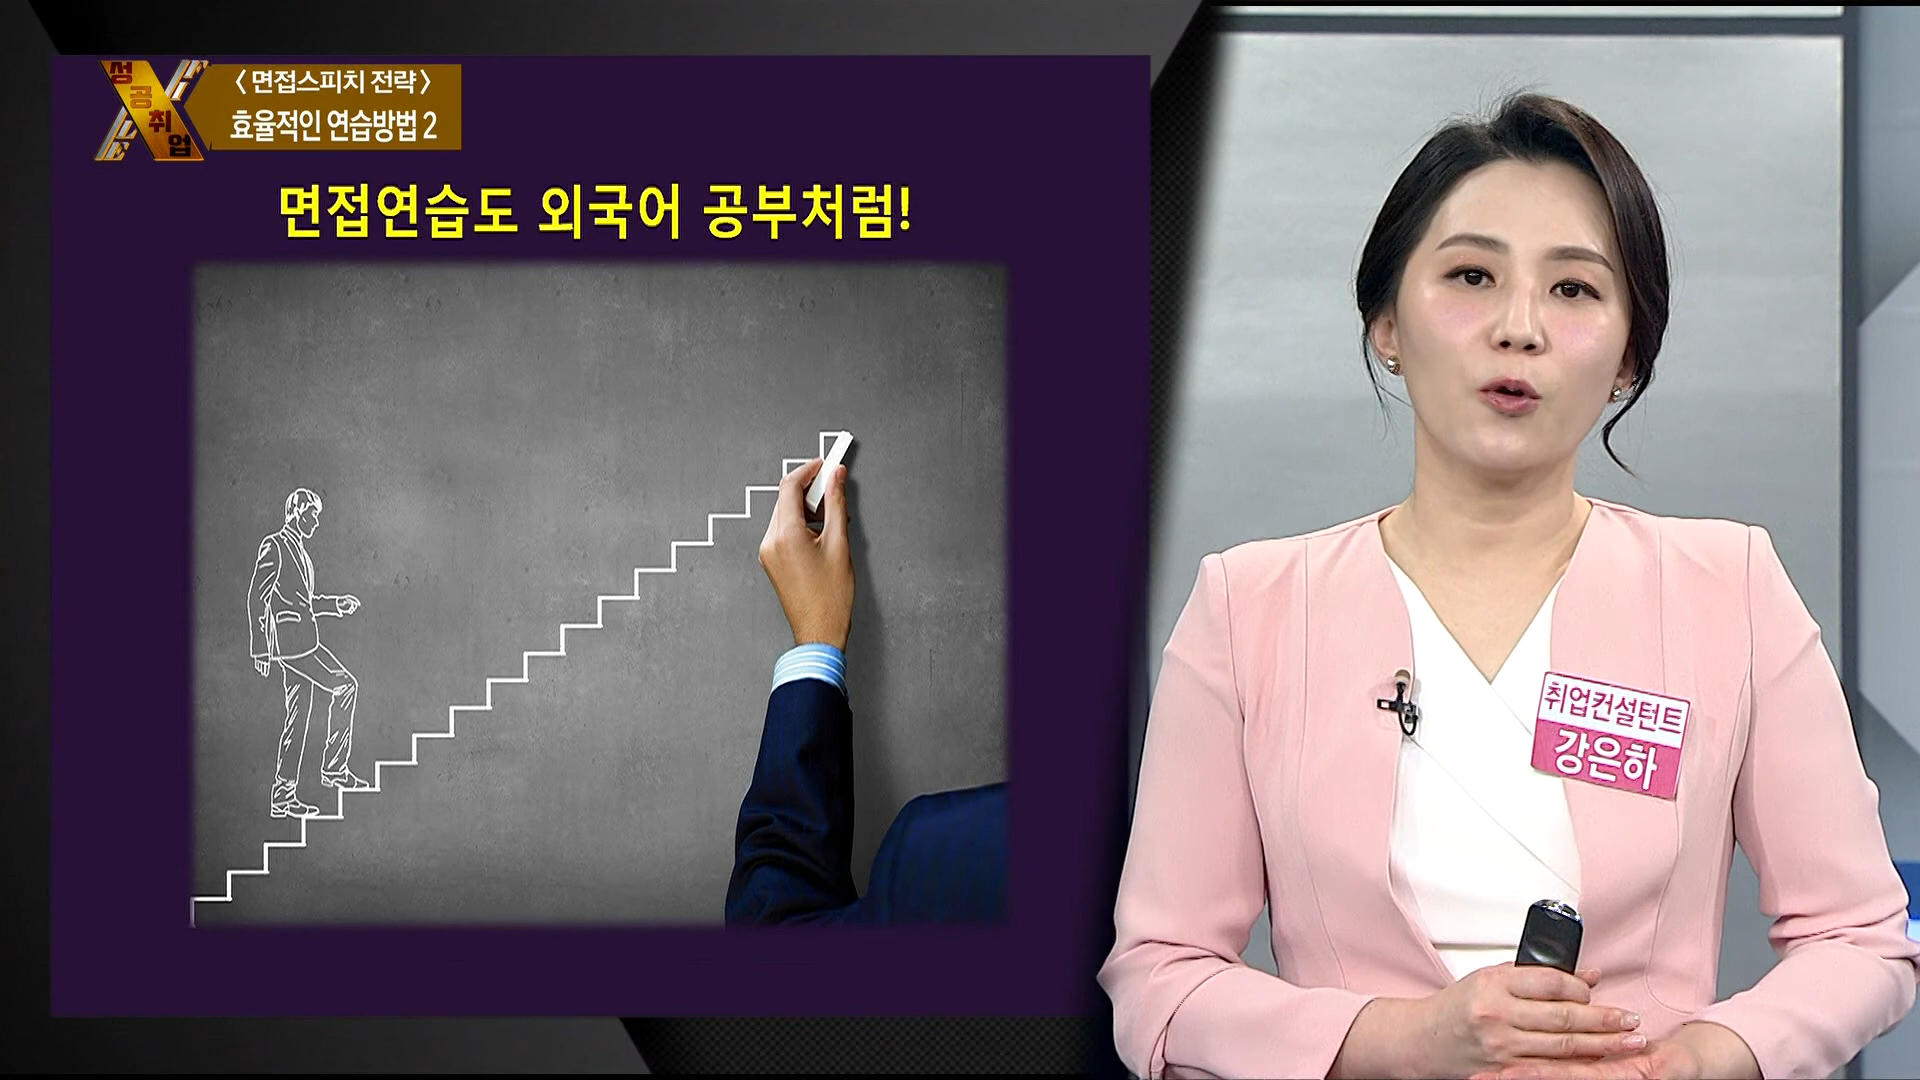 성공취업
〈 면접스피치 전략 〉
효율적인 연습방법 2
면접연습도 외국어 공부처럼!
취업컨설턴트
강은하